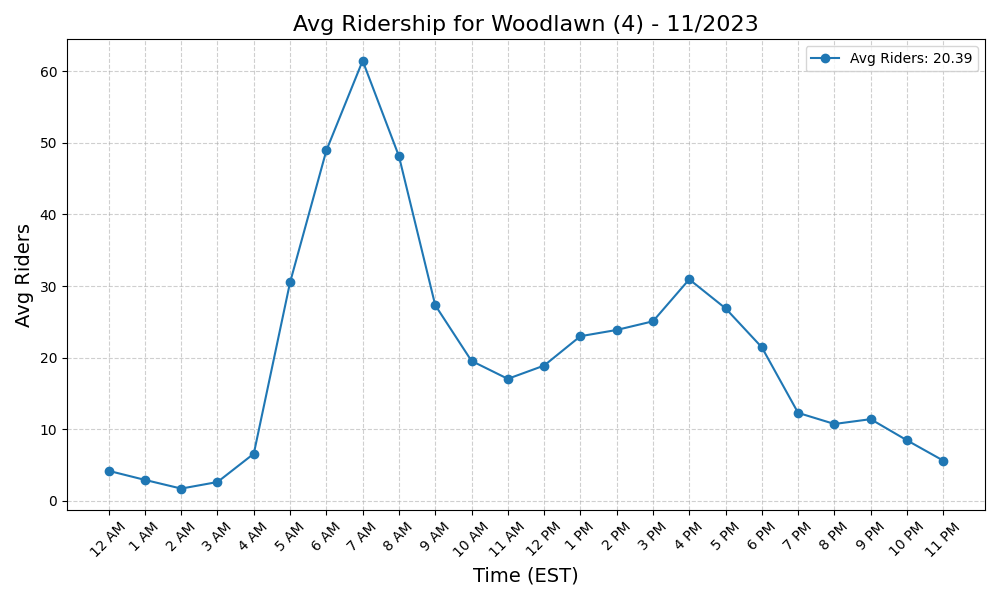 Avg Ridership for Woodlawn (4) - 11/2023
Avg Riders: 20.39
Avg Riders
60
50
40
30
20
10
0
12 AM
1 AM
2 AM
3 AM
4 AM
5 AM
6 AM
7 AM
8 AM
9 AM
10 AM
11 AM
12 PM
1 PM
2 PM
3 PM
4 PM
5 PM
6 PM
7 PM
8 PM
9 PM
10 PM
11 PM
Time (EST)